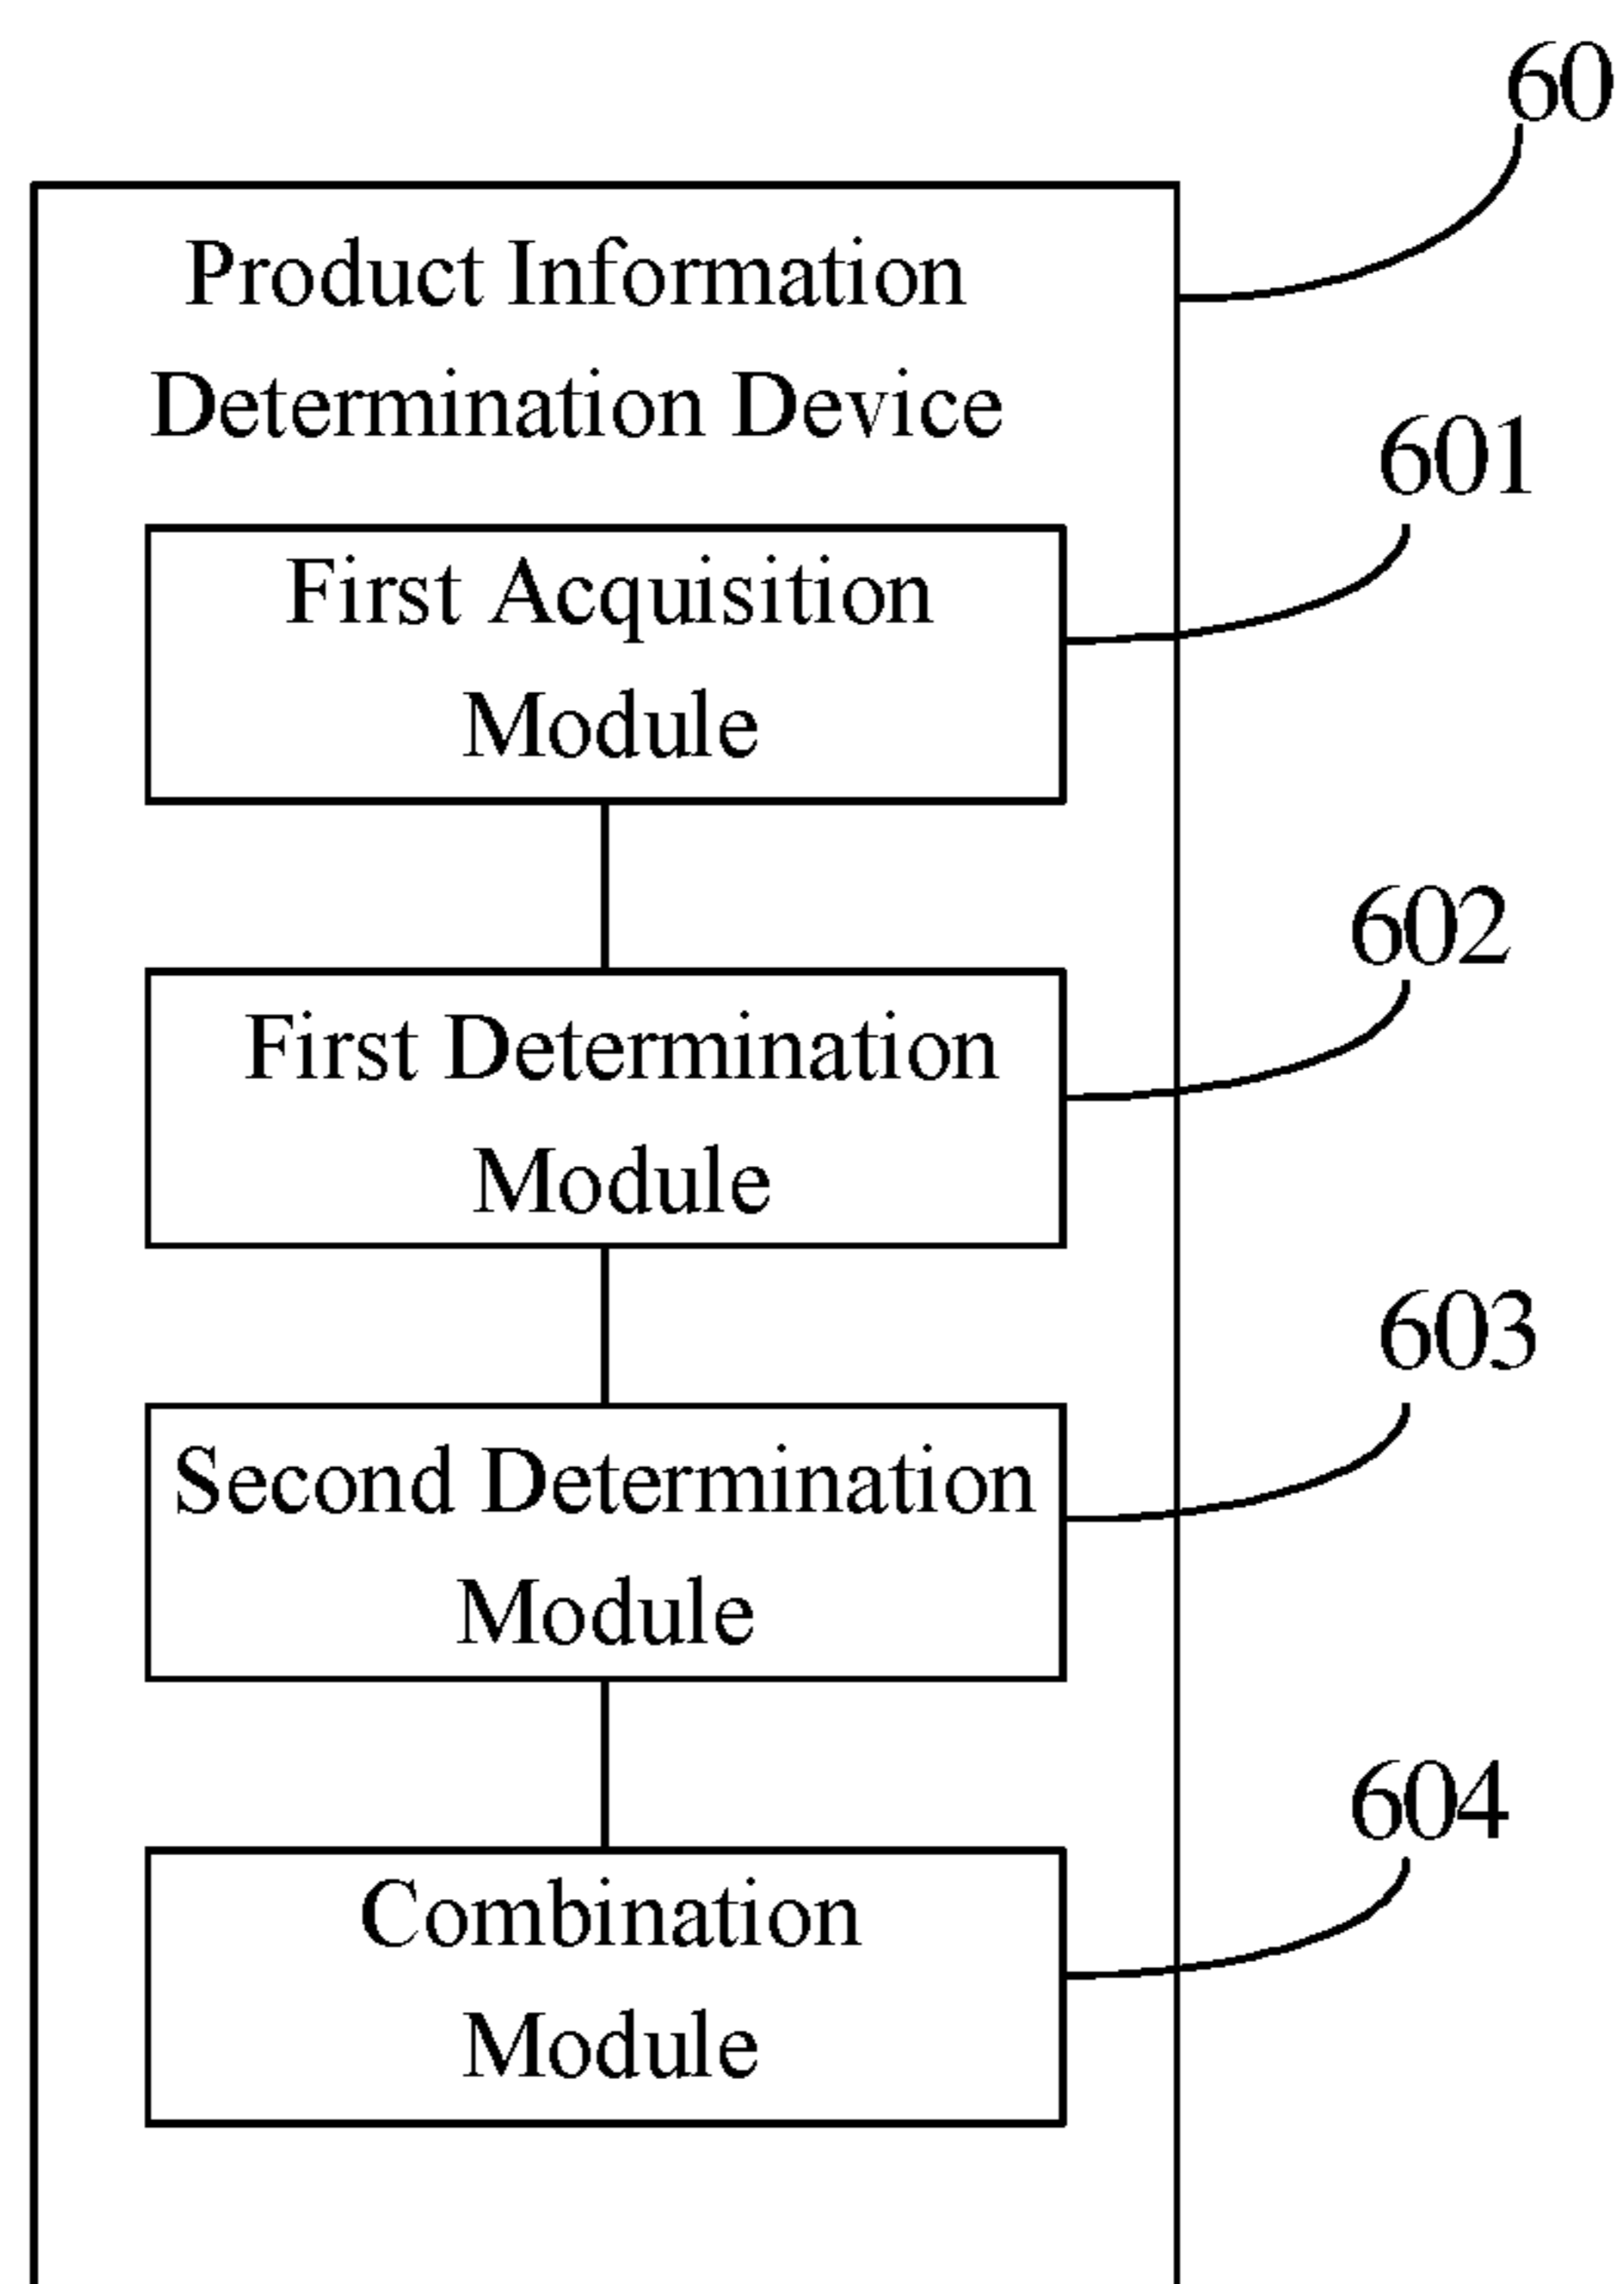 60
Product Information
Determination Device
601
First Acquisition
Module
602
First Determination
Module
603
Second Determination
Module
604
Combination
Module